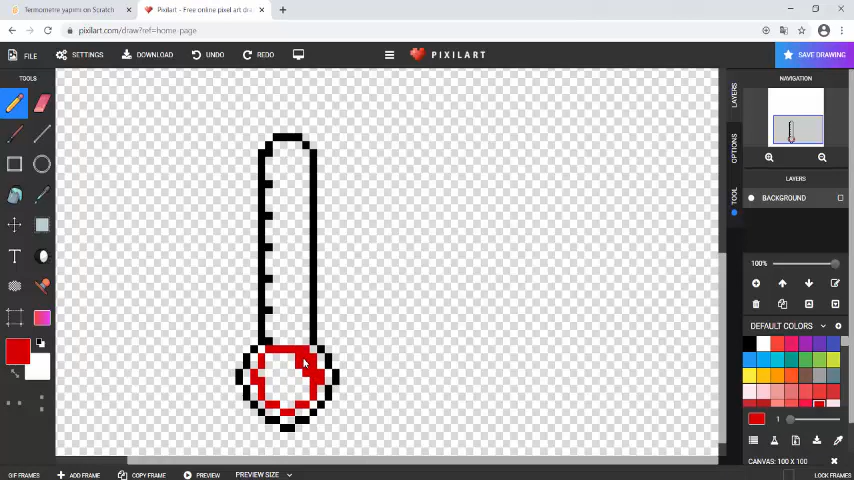 Termometre yapımı on Scratch
Pixilart - Free online pixel art dra
pixilart.com/draw?ref=home-page
FILE
SETTINGS
DOWNLOAD
UNDO
REDO
PIXILART
SAVE DRAWING
TOOLS
T
LAYERS
OPTIONS
TOOL
NAVIGATION
LAYERS
BACKGROUND
100%
DEFAULT COLORS
1
CANVAS: 100 X 100
GIF FRAMES
ADD FRAME
COPY FRAME
PREVIEW
PREVIEW SIZE
LOCK FRAMES